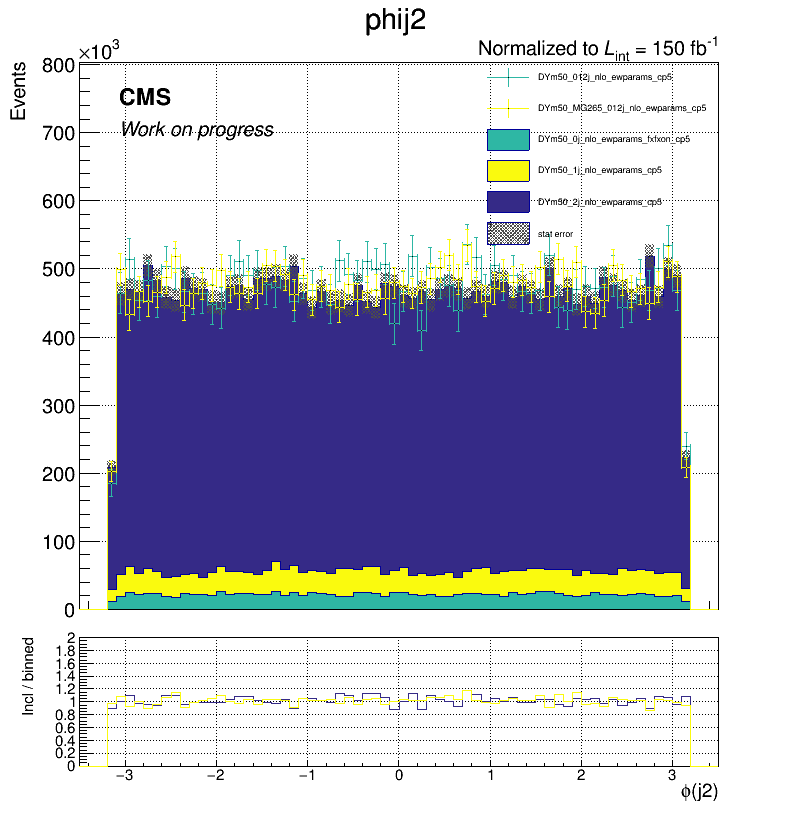 phij2
×10³
Normalized to L_int = 150 fb⁻¹
Events
CMS
Work on progress
DYm50_012j_nlo_ewparams_cp5
DYm50_MG265_012j_nlo_ewparams_cp5
DYm50_0j_nlo_ewparams_fxfxon_cp5
DYm50_1j_nlo_ewparams_cp5
DYm50_2j_nlo_ewparams_cp5
stat error
800
700
600
500
400
300
200
100
0
Incl / binned
2
1.8
1.6
1.4
1.2
1
0.8
0.6
0.4
0.2
0
−3 −2 −1 0 1 2 3
ϕ(j2)